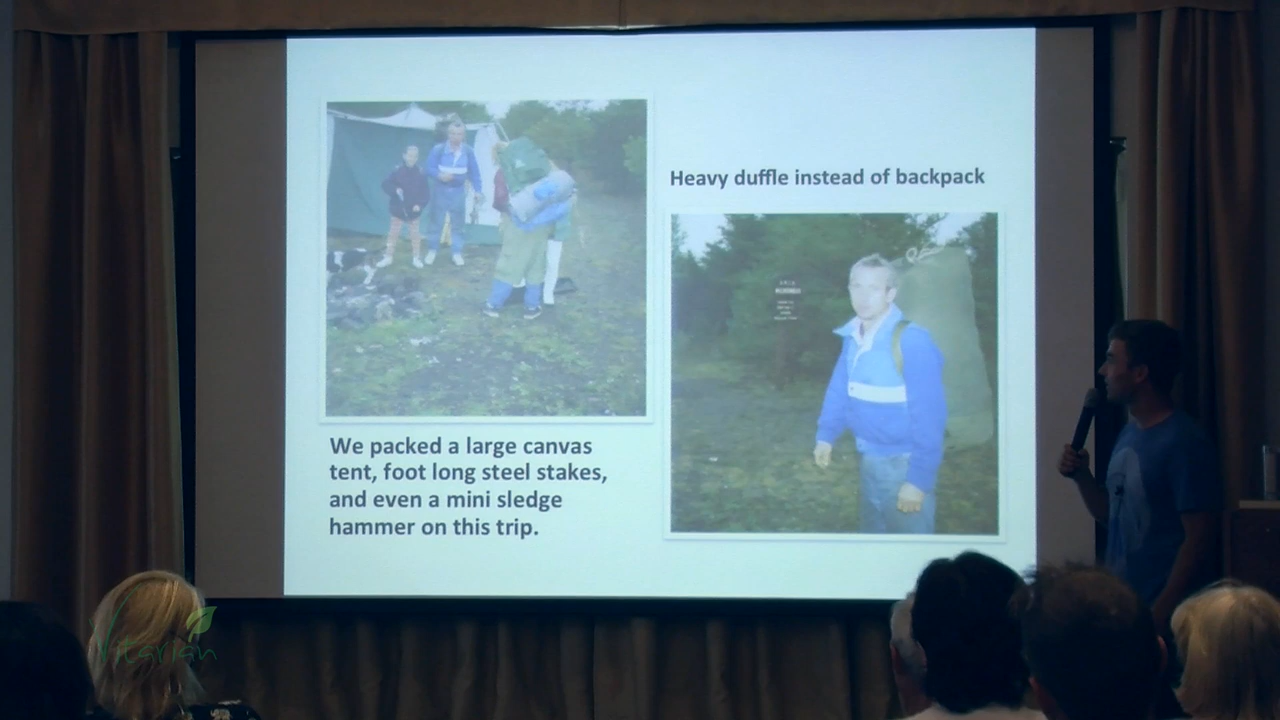 Heavy duffle instead of backpack
We packed a large canvas
tent, foot long steel stakes,
and even a mini sledge
hammer on this trip.
Vitarian